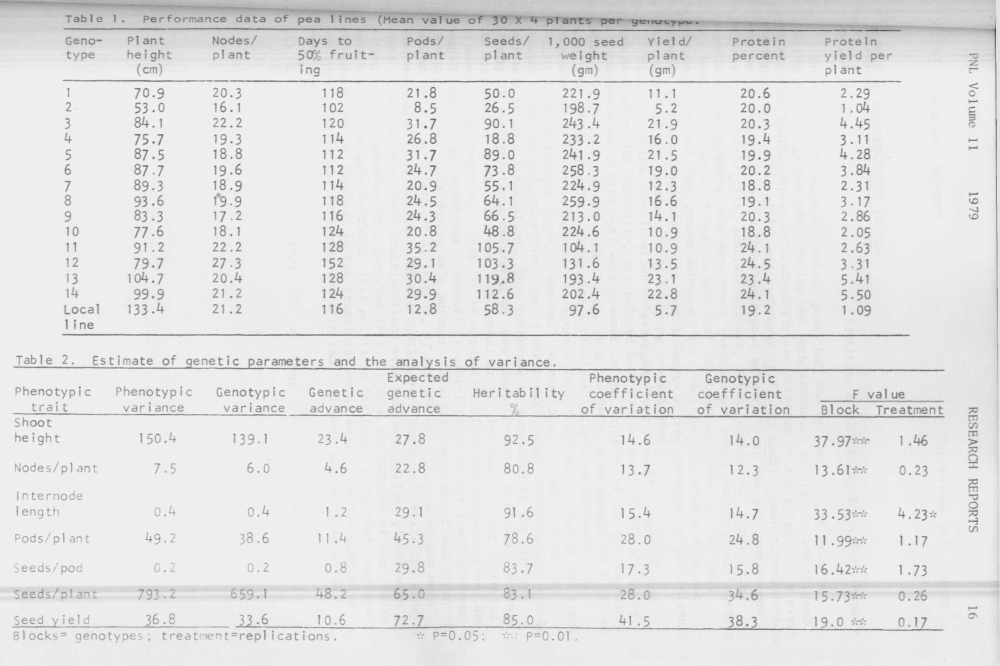 Table 1. Performance data of pea lines (Mean value of 30 X 4 plants per genotype.
Geno- Plant Nodes/ Days to Pods/ Seeds/ 1,000 seed Yield/ Protein Protein
type height plant 50% fruit- plant plant weight plant percent yield per
(cm) ing (gm) (gm) plant
1 70.9 20.3 118 21.8 50.0 221.9 11.1 20.6 2.29
2 53.0 16.1 102 8.5 26.5 198.7 5.2 20.0 1.04
3 84.1 22.2 120 31.7 90.1 243.4 21.9 20.3 4.45
4 75.7 19.3 114 26.8 18.8 233.2 16.0 19.4 3.11
5 87.5 18.8 112 31.7 89.0 241.9 21.5 19.9 4.28
6 87.7 19.6 112 24.7 73.8 258.3 19.0 20.2 3.84
7 89.3 18.9 114 20.9 55.1 224.9 12.3 18.8 2.31
8 93.6 19.9 118 24.5 64.1 259.9 16.6 19.1 3.17
9 83.3 17.2 116 24.3 66.5 213.0 14.1 20.3 2.86
10 77.6 18.1 124 20.8 48.8 224.6 10.9 18.8 2.05
11 91.2 22.2 128 35.2 105.7 104.1 10.9 24.1 2.63
12 79.7 27.3 152 29.1 103.3 131.6 13.5 24.5 3.31
13 104.7 20.4 128 30.4 119.8 193.4 23.1 23.4 5.41
14 99.9 21.2 124 29.9 112.6 202.4 22.8 24.1 5.50
Local 133.4 21.2 116 12.8 58.3 97.6 5.7 19.2 1.09
line
Table 2. Estimate of genetic parameters and the analysis of variance.
Expected Phenotypic Genotypic
Phenotypic Phenotypic Genotypic Genetic genetic Heritability coefficient coefficient F value
trait variance variance advance advance % of variation of variation Block Treatment
Shoot
height 150.4 139.1 23.4 27.8 92.5 14.6 14.0 37.97** 1.46
Nodes/plant 7.5 6.0 4.6 22.8 80.8 13.7 12.3 13.61** 0.23
Internode
length 0.4 0.4 1.2 29.1 91.6 15.4 14.7 33.53** 4.23*
Pods/plant 49.2 38.6 11.4 45.3 78.6 28.0 24.8 11.99** 1.17
Seeds/pod 0.2 0.2 0.8 29.8 83.7 17.3 15.8 16.42** 1.73
Seeds/plant 793.2 659.1 48.2 65.0 83.1 28.0 34.6 15.73** 0.26
Seed yield 36.8 33.6 10.6 72.7 85.0 41.5 38.3 19.0 ** 0.17
Blocks= genotypes; treatment=replications. * P=0.05; ** P=0.01.
PNL Volume 11 1979 RESEARCH REPORTS 16